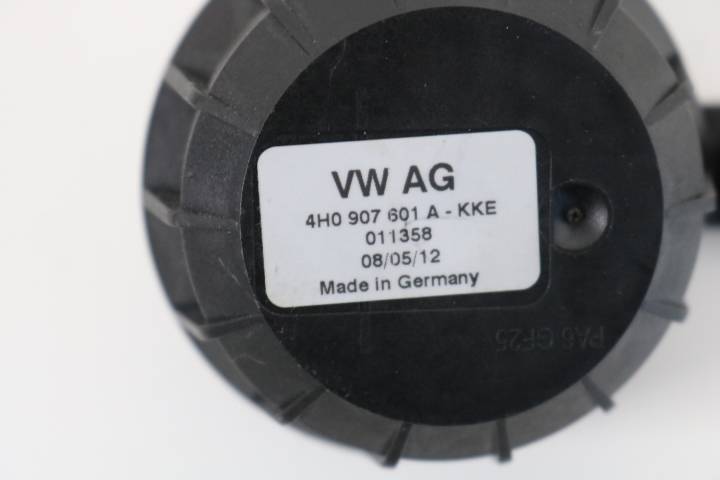 VW AG
4H0 907 601 A - KKE
011358
08/05/12
Made in Germany
PA6 GF25